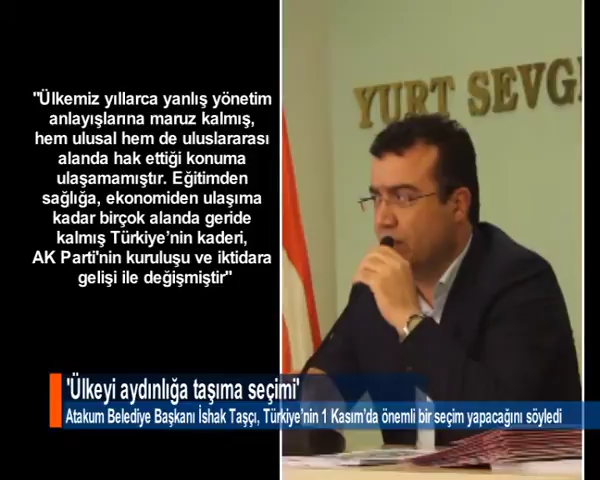 "Ülkemiz yıllarca yanlış yönetim
anlayışlarına maruz kalmış,
hem ulusal hem de uluslararası
alanda hak ettiği konuma
ulaşamamıştır. Eğitimden
sağlığa, ekonomiden ulaşıma
kadar birçok alanda geride
kalmış Türkiye'nin kaderi,
AK Parti'nin kuruluşu ve iktidara
gelişi ile değişmiştir"
YURT SEVG
'Ülkeyi aydınlığa taşıma seçimi'
Atakum Belediye Başkanı İshak Taşçı, Türkiye'nin 1 Kasım'da önemli bir seçim yapacağını söyledi